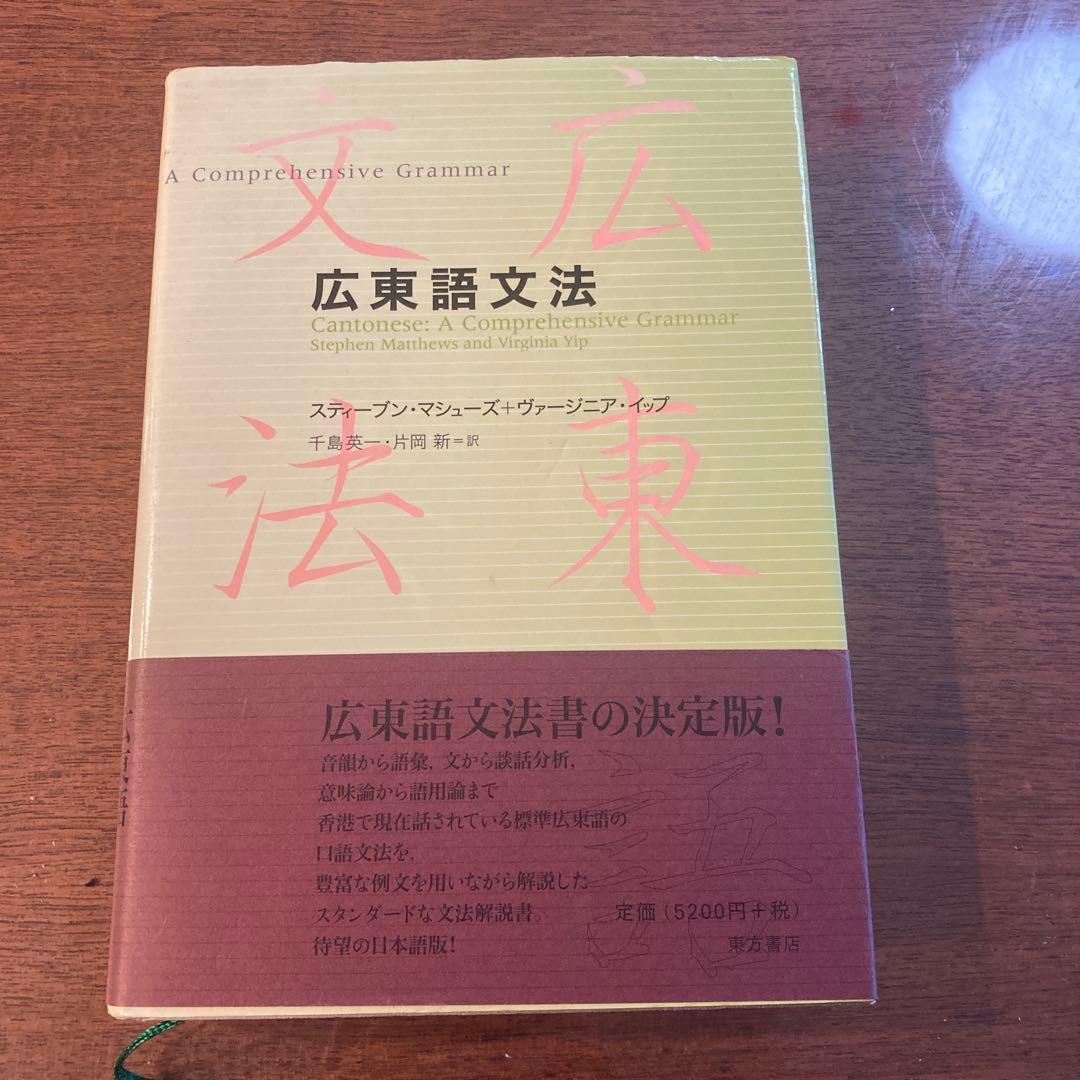 広東
文法
A Comprehensive Grammar
広東語文法
Cantonese: A Comprehensive Grammar
Stephen Matthews and Virginia Yip
スティーブン・マシューズ+ヴァージニア・イップ
千島英一・片岡 新=訳
語
広東語文法書の決定版!
音韻から語彙, 文から談話分析,
意味論から語用論まで
香港で現在話されている標準広東語の
口語文法を,
豊富な例文を用いながら解説した
スタンダードな文法解説書。
待望の日本語版!
定価(5200円+税)
東方書店